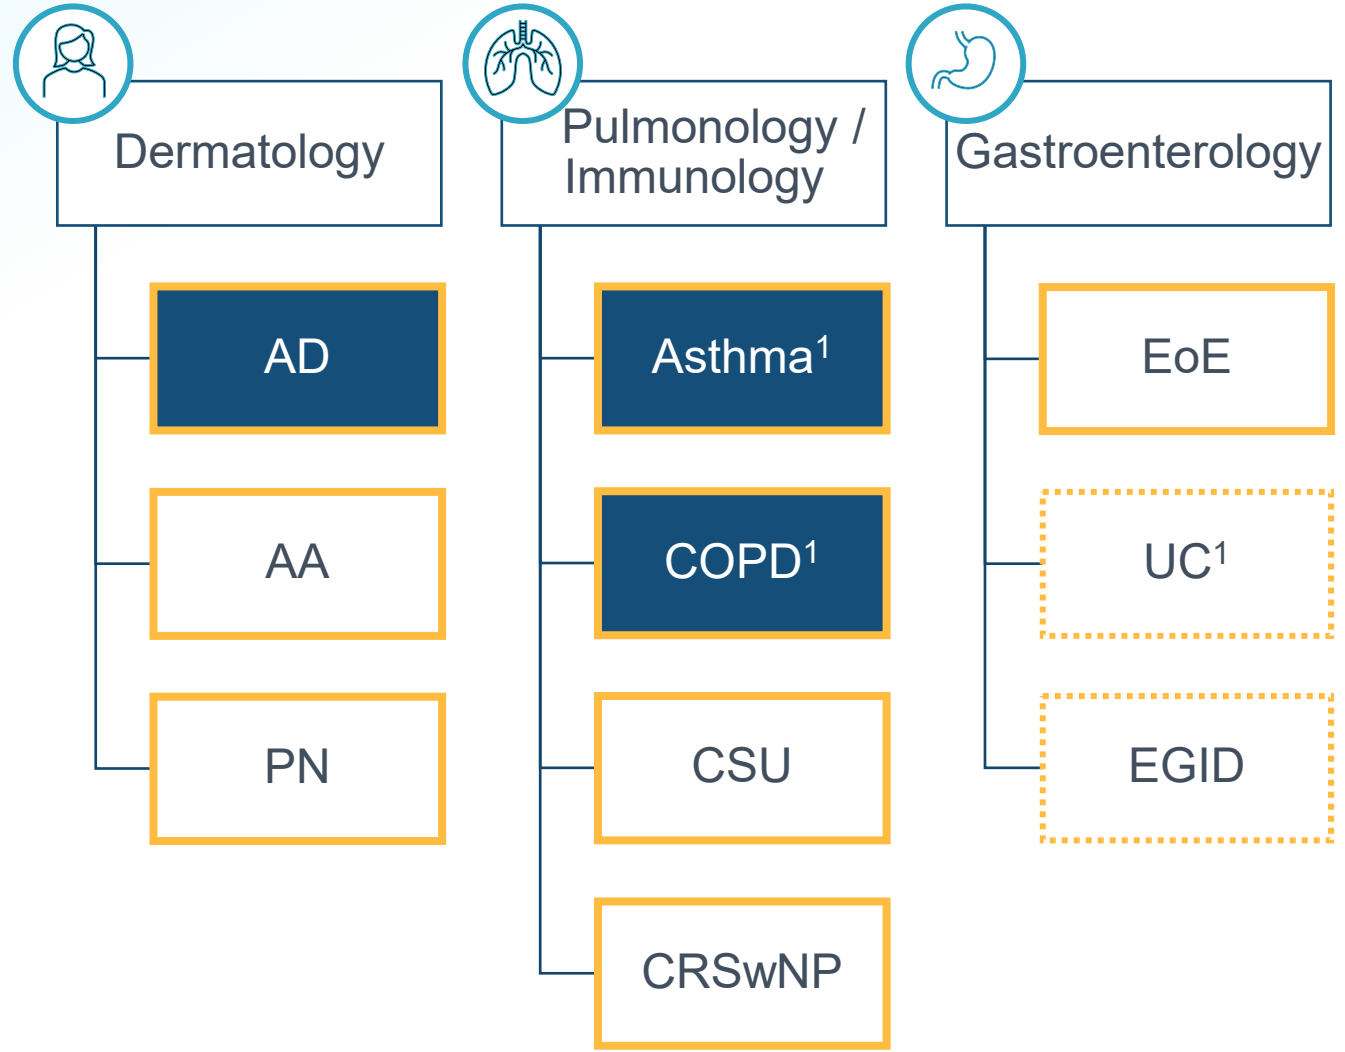 Dermatology
AD
AA
PN
Pulmonology /
Immunology
Asthma¹
COPD¹
CSU
CRSwNP
Gastroenterology
EoE
UC¹
EGID